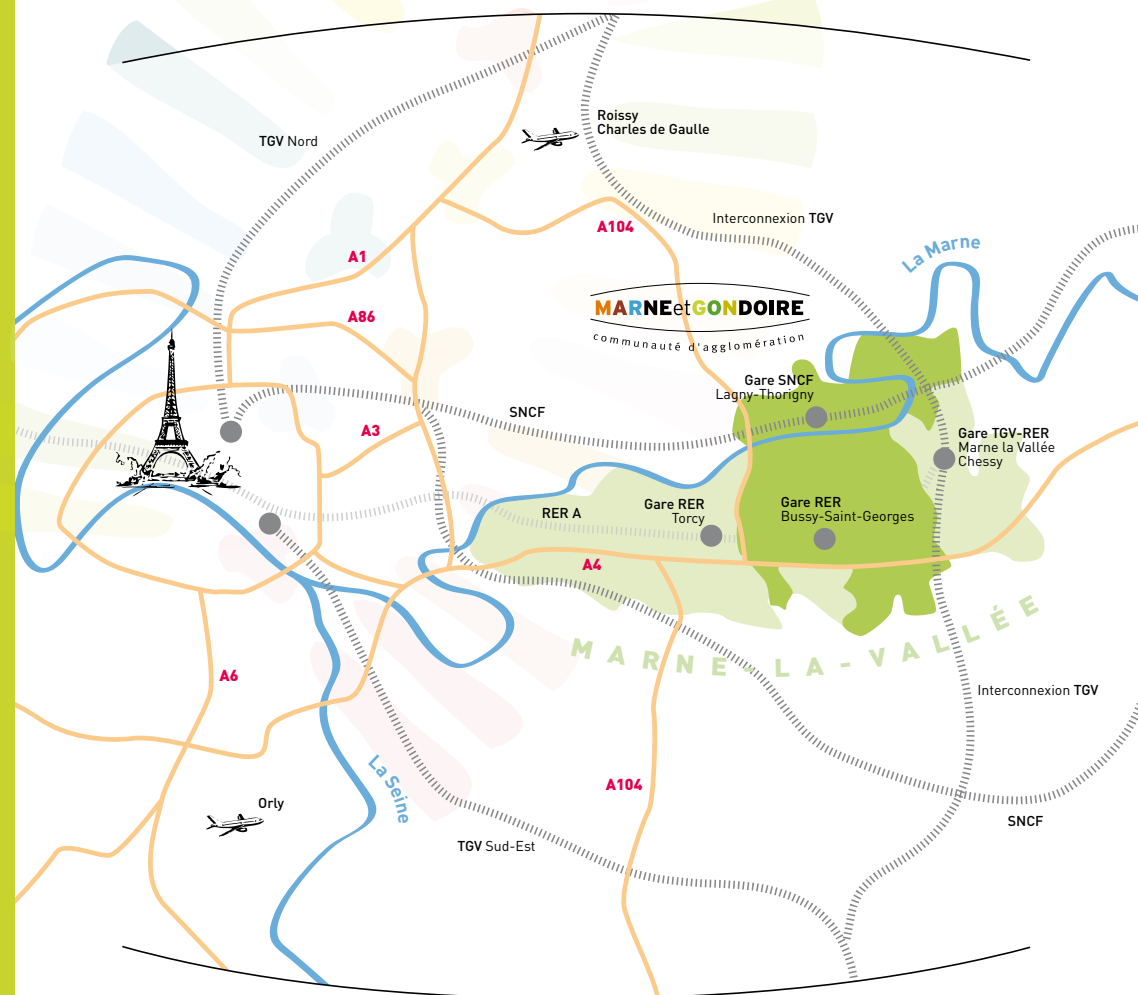 Roissy
Charles de Gaulle
TGV Nord
Interconnexion TGV
A104
La Marne
A1
MARNEetGONDOIRE
communauté d'agglomération
A86
Gare SNCF
Lagny-Thorigny
SNCF
A3
Gare TGV-RER
Marne la Vallée
Chessy
Gare RER
Torcy
Gare RER
Bussy-Saint-Georges
RER A
A4
MARNE-LA-VALLÉE
A6
Interconnexion TGV
La Seine
A104
Orly
SNCF
TGV Sud-Est